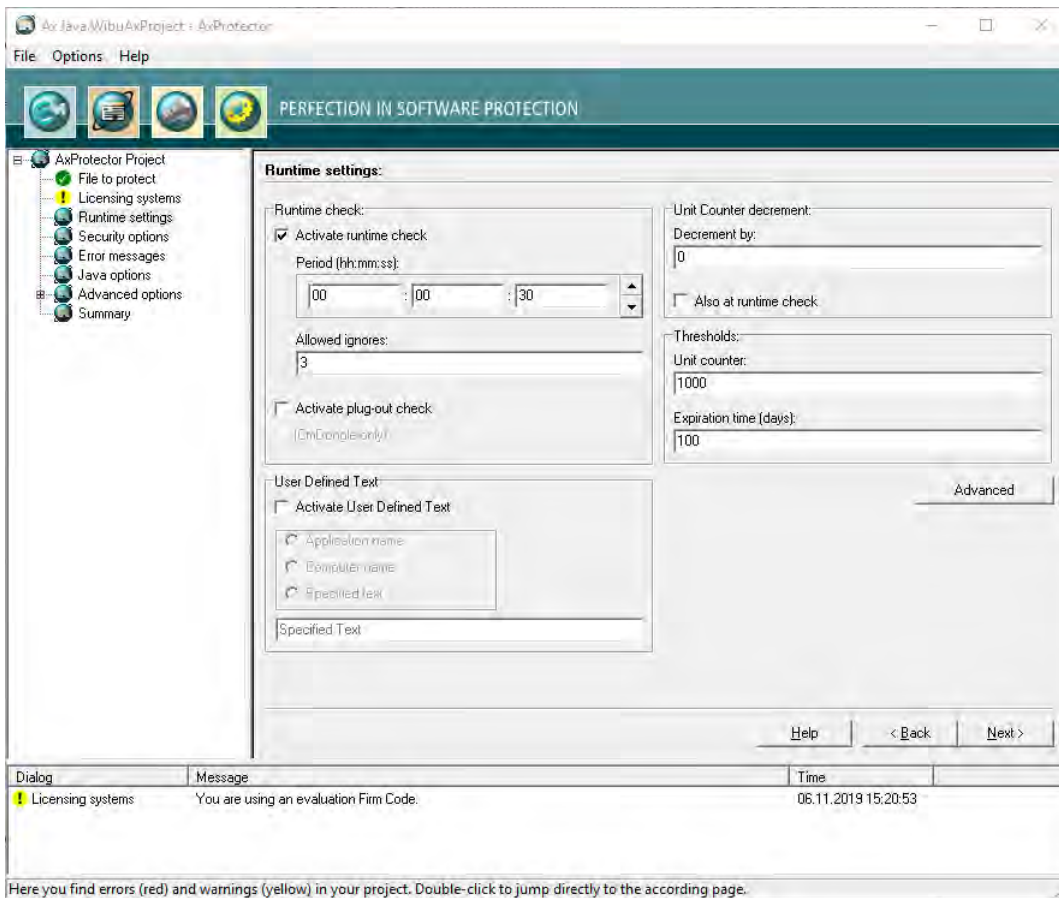 Ax Java.WibuAxProject : AxProtector
File Options Help
PERFECTION IN SOFTWARE PROTECTION
AxProtector Project
File to protect
Licensing systems
Runtime settings
Security options
Error messages
Java options
Advanced options
Summary
Runtime settings:
Runtime check:
Activate runtime check
Period (hh:mm:ss):
00 : 00 : 30
Allowed ignores:
3
Activate plug-out check
(CmDongle only)
User Defined Text
Activate User Defined Text
Application name
Computer name
Specified text
Specified Text
Unit Counter decrement:
Decrement by:
0
Also at runtime check
Thresholds:
Unit counter:
1000
Expiration time (days):
100
Advanced
Help < Back Next >
Dialog Message Time
! Licensing systems You are using an evaluation Firm Code. 06.11.2019 15:20:53
Here you find errors (red) and warnings (yellow) in your project. Double-click to jump directly to the according page.